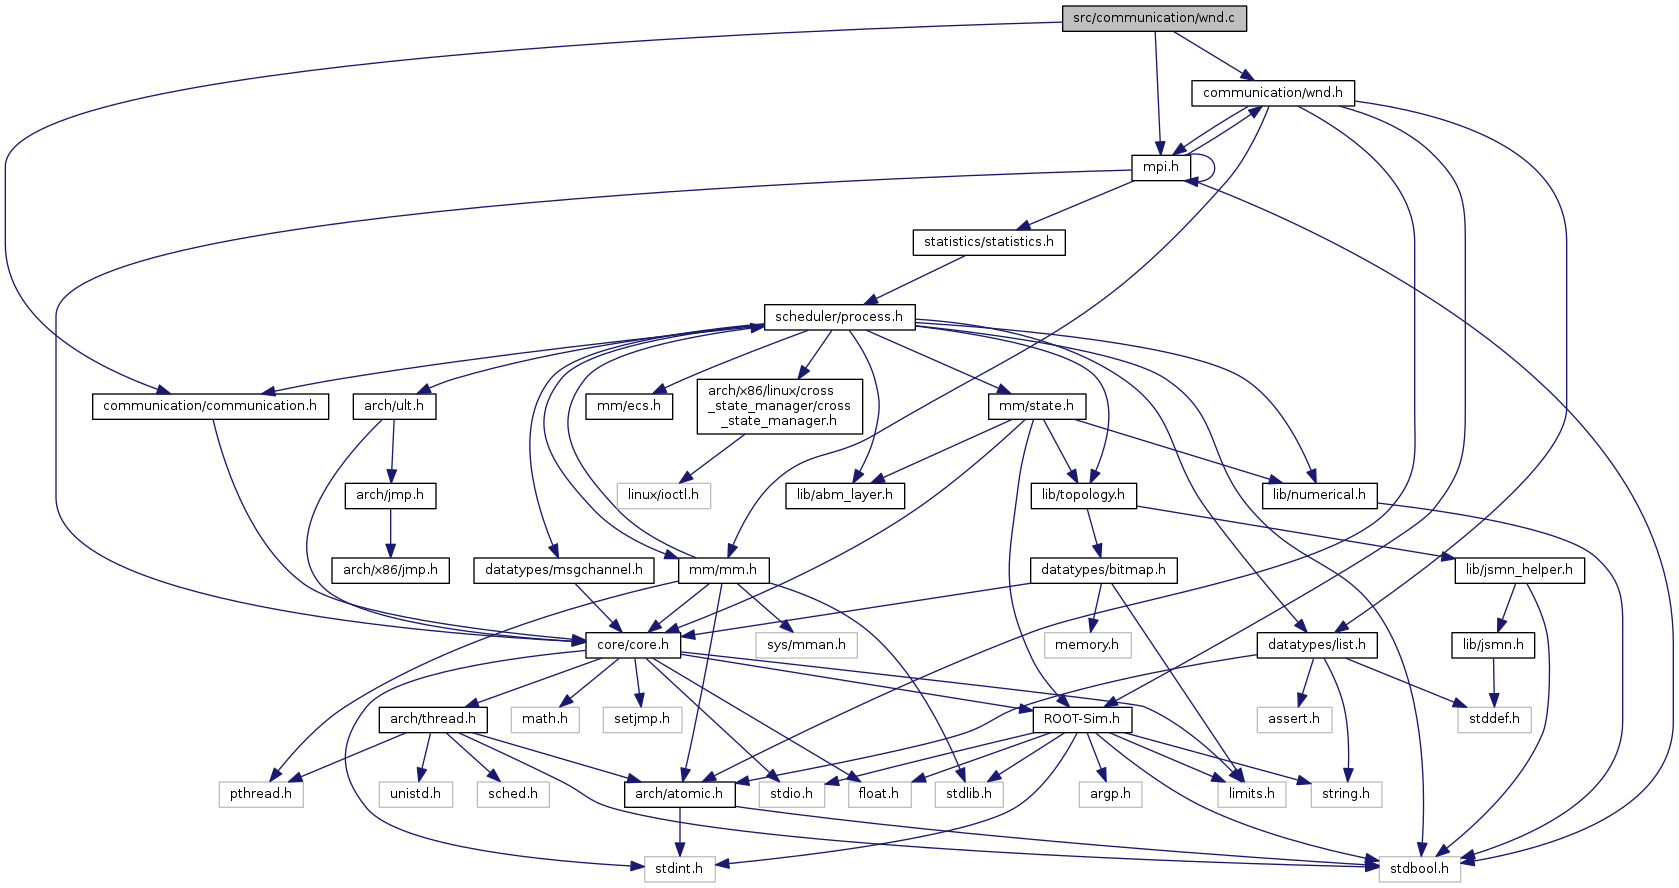 src/communication/wnd.c
communication/wnd.h
mpi.h
statistics/statistics.h
scheduler/process.h
communication/communication.h
arch/ult.h
mm/ecs.h
arch/x86/linux/cross
_state_manager/cross
_state_manager.h
mm/state.h
arch/jmp.h
linux/ioctl.h
lib/abm_layer.h
lib/topology.h
lib/numerical.h
arch/x86/jmp.h
datatypes/msgchannel.h
mm/mm.h
datatypes/bitmap.h
lib/jsmn_helper.h
core/core.h
sys/mman.h
memory.h
datatypes/list.h
lib/jsmn.h
arch/thread.h
math.h
setjmp.h
ROOT-Sim.h
assert.h
stddef.h
pthread.h
unistd.h
sched.h
arch/atomic.h
stdio.h
float.h
stdlib.h
argp.h
limits.h
string.h
stdint.h
stdbool.h